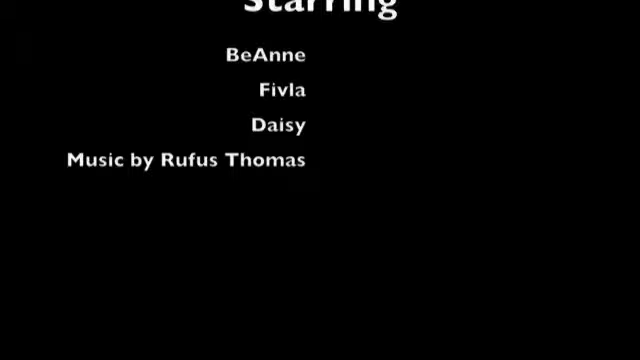 Starring
BeAnne
Fivla
Daisy
Music by Rufus Thomas